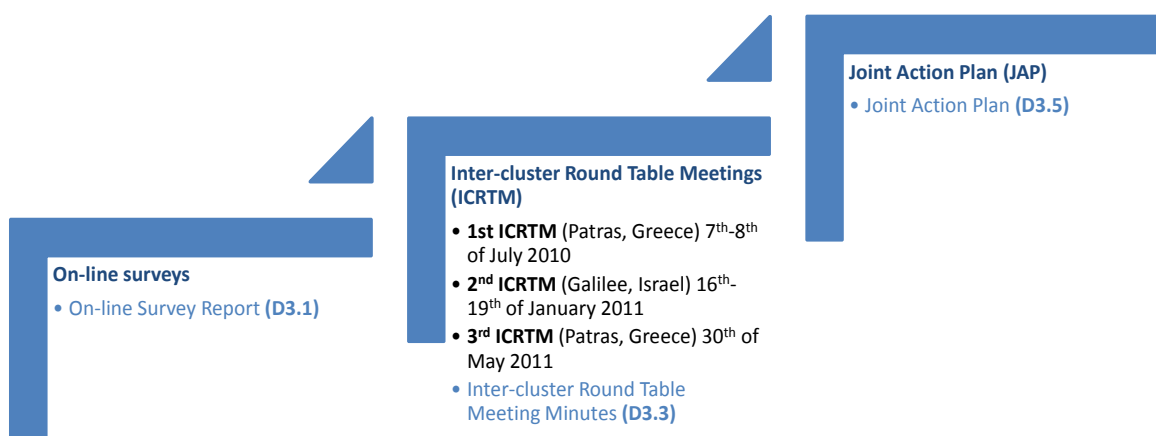 On-line surveys
• On-line Survey Report (D3.1)
Inter-cluster Round Table Meetings
(ICRTM)
• 1st ICRTM (Patras, Greece) 7th-8th
of July 2010
• 2nd ICRTM (Galilee, Israel) 16th-
19th of January 2011
• 3rd ICRTM (Patras, Greece) 30th of
May 2011
• Inter-cluster Round Table
Meeting Minutes (D3.3)
Joint Action Plan (JAP)
• Joint Action Plan (D3.5)